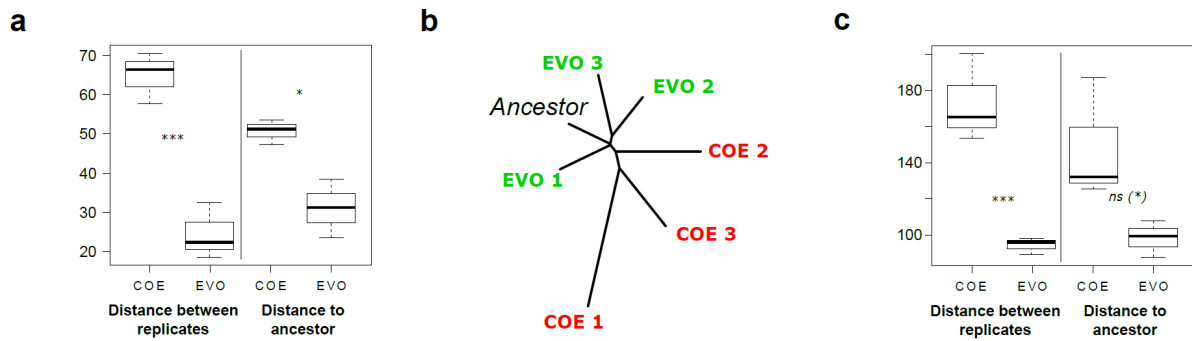 a
70
60
50
40
30
20
***
*
COE EVO COE EVO
Distance between
replicates
Distance to
ancestor
b
EVO 3
EVO 2
Ancestor
COE 2
EVO 1
COE 3
COE 1
c
180
140
100
***
ns (*)
COE EVO COE EVO
Distance between
replicates
Distance to
ancestor